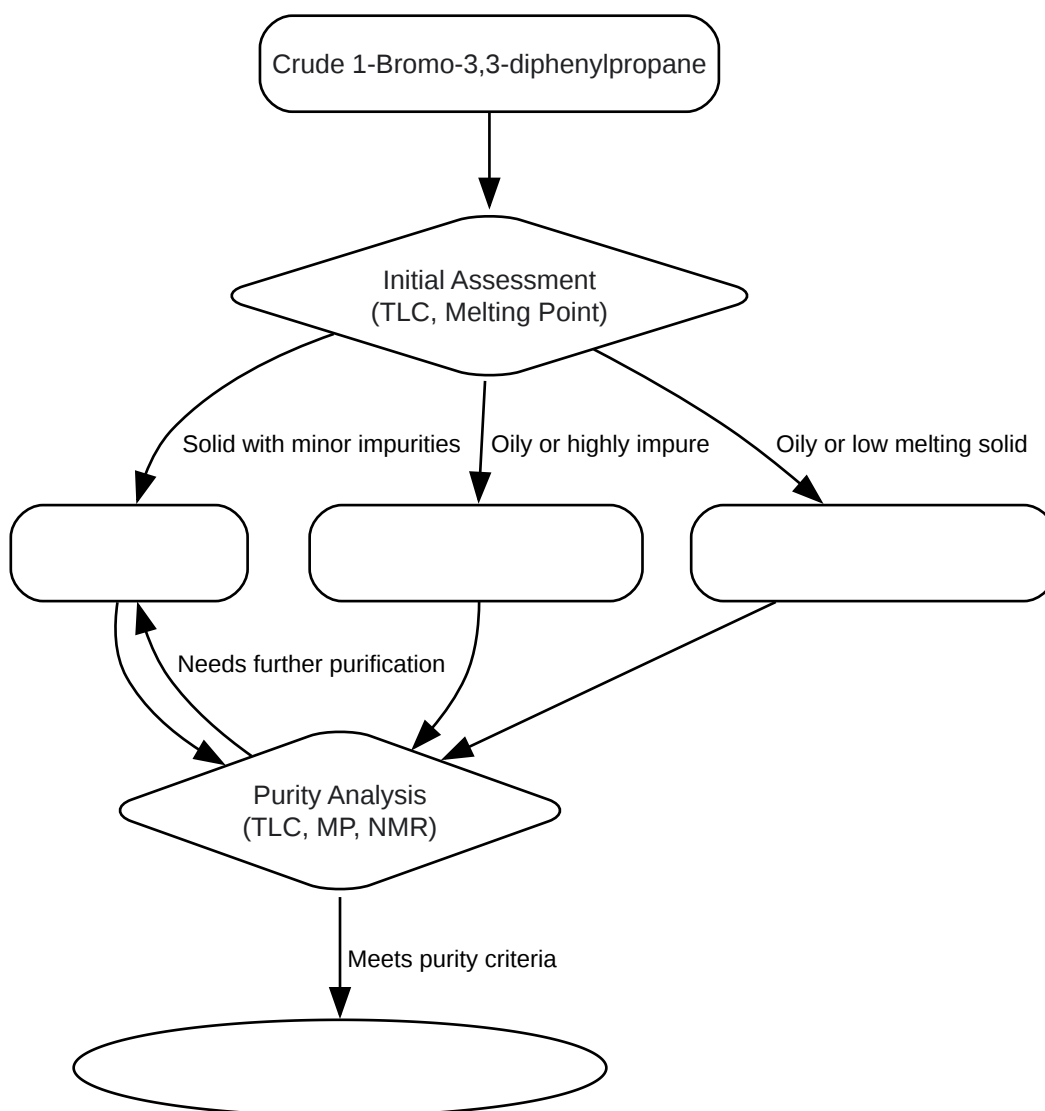 Crude 1-Bromo-3,3-diphenylpropane
Initial Assessment
(TLC, Melting Point)
Solid with minor impurities
Oily or highly impure
Oily or low melting solid
Needs further purification
Purity Analysis
(TLC, MP, NMR)
Meets purity criteria